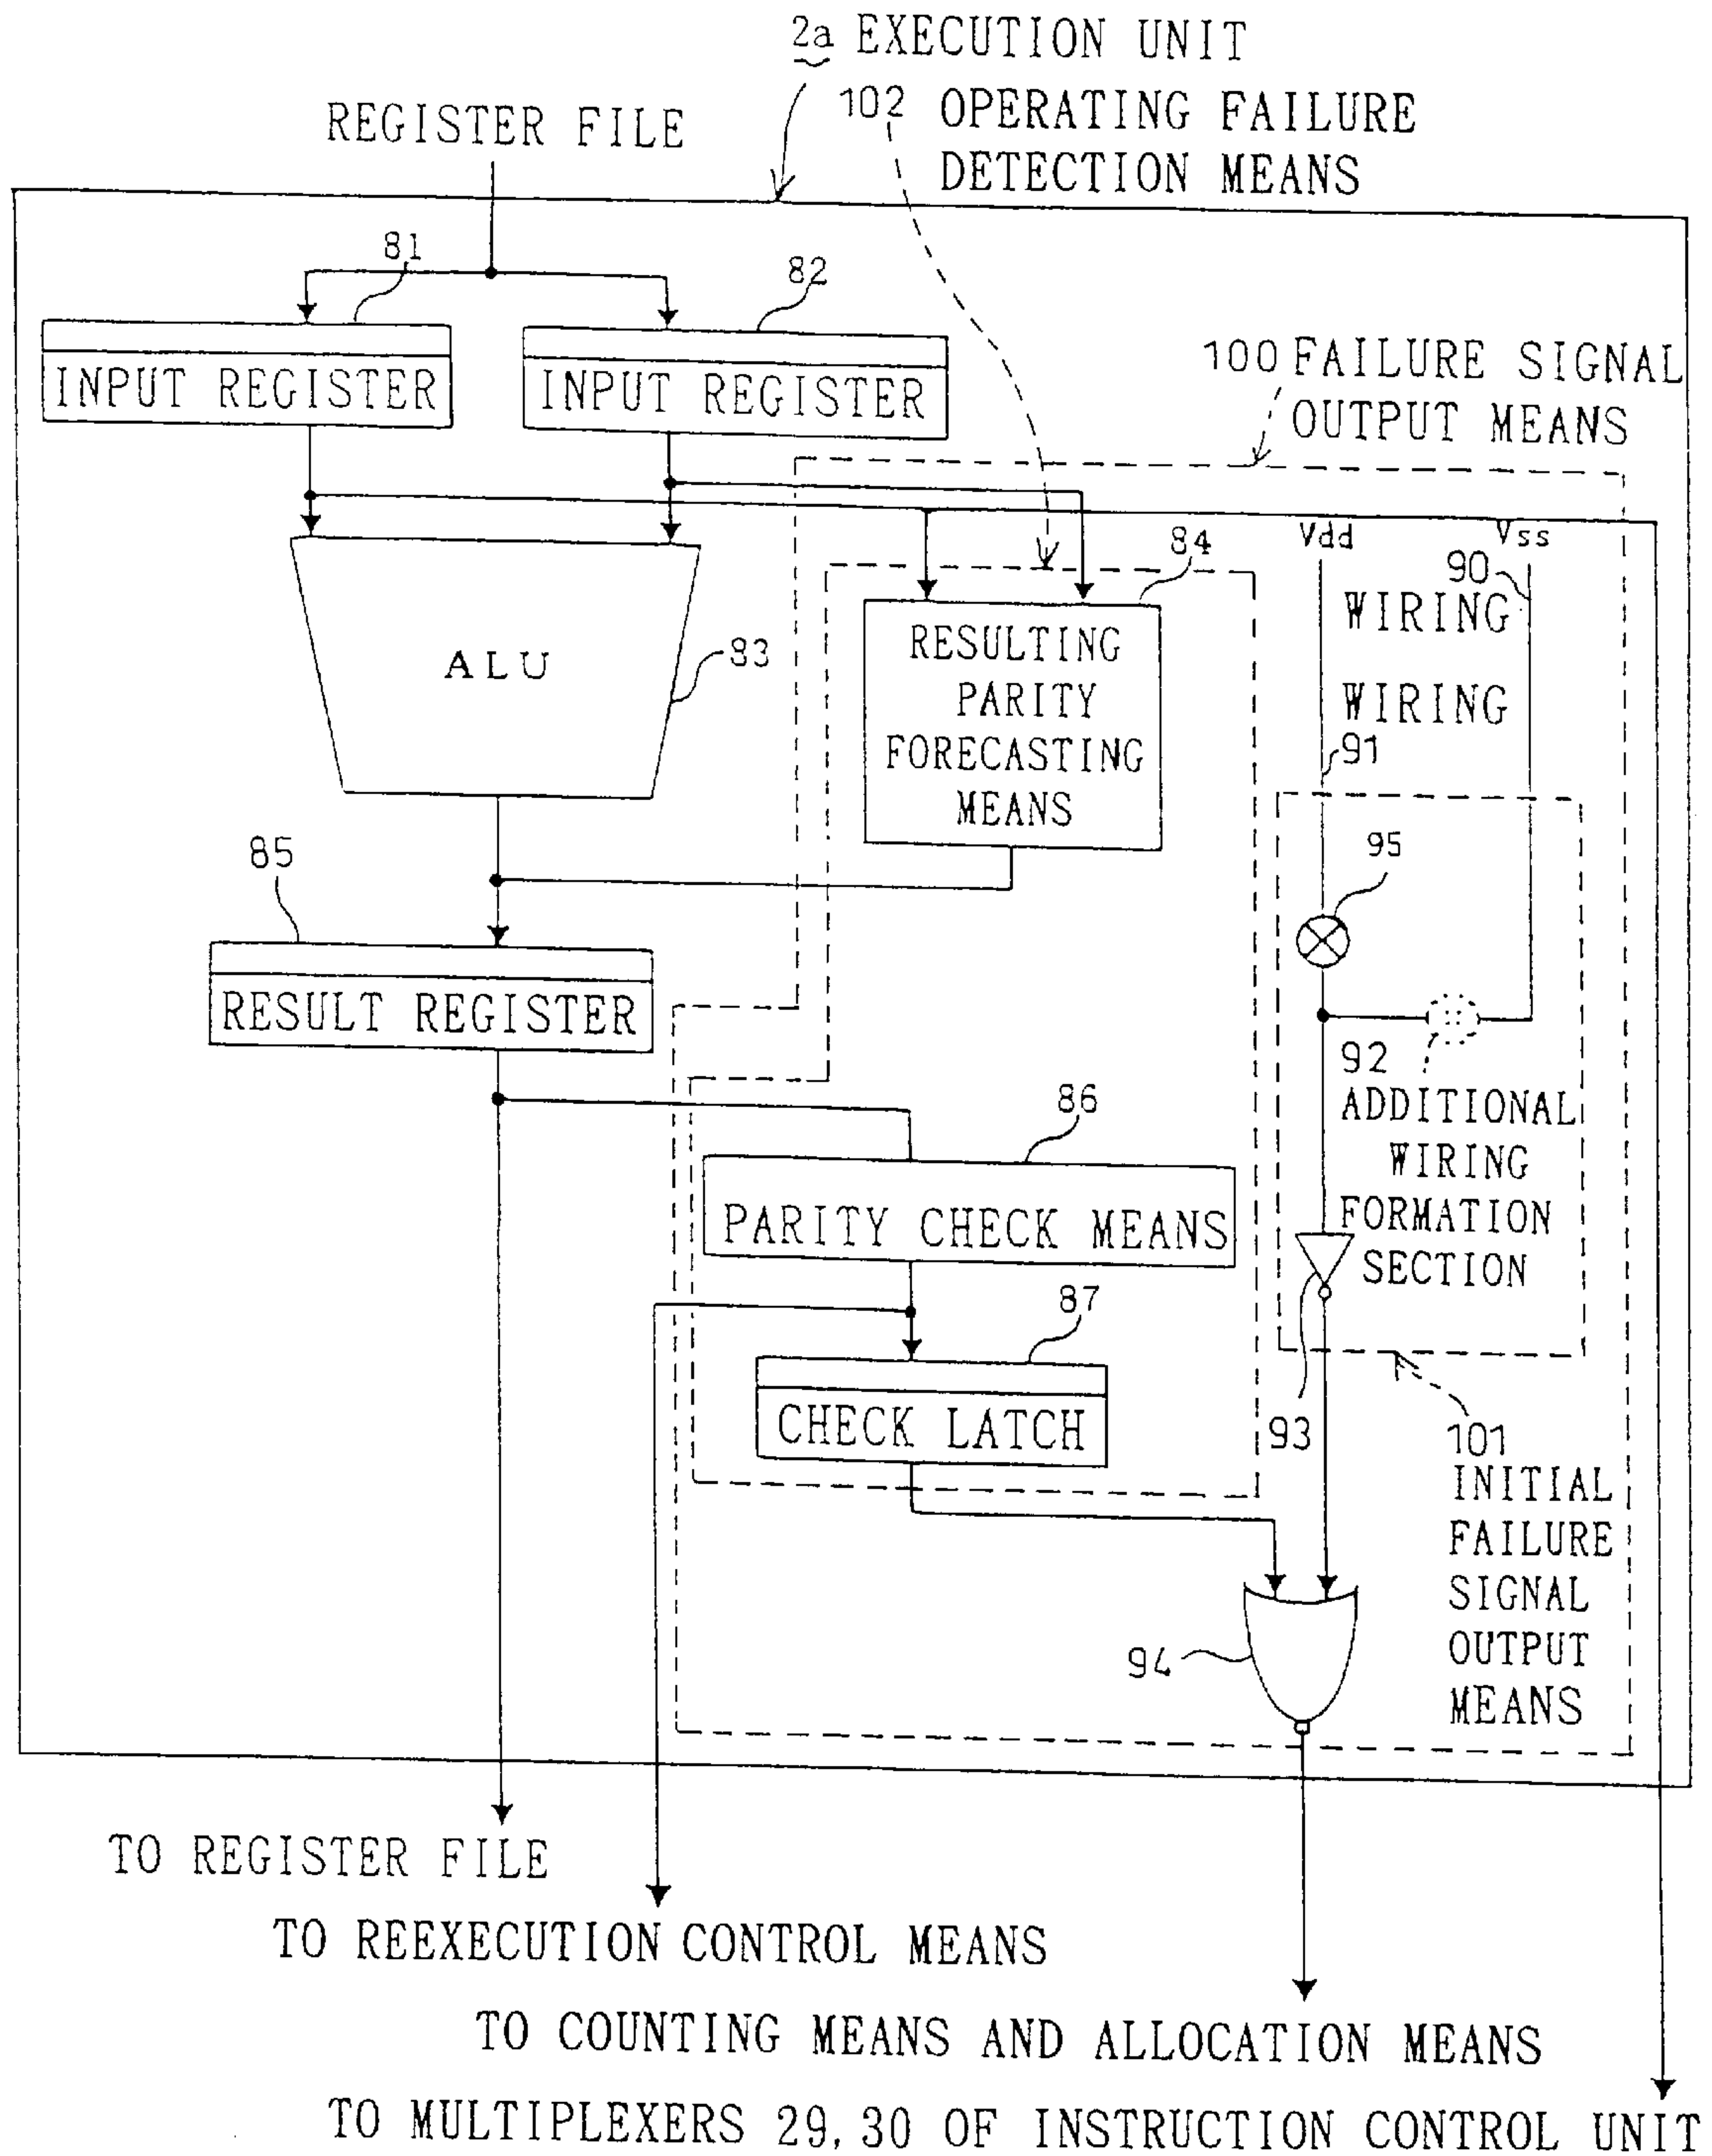 2a EXECUTION UNIT
102 OPERATING FAILURE
DETECTION MEANS
REGISTER FILE
81
82
INPUT REGISTER
INPUT REGISTER
100 FAILURE SIGNAL
OUTPUT MEANS
Vdd
Vss
84
90
WIRING
ALU
83
RESULTING
PARITY
FORECASTING
MEANS
WIRING
91
85
95
RESULT REGISTER
92
ADDITIONAL
WIRING
FORMATION
SECTION
86
PARITY CHECK MEANS
87
CHECK LATCH
93
101
INITIAL
FAILURE
SIGNAL
OUTPUT
MEANS
94
TO REGISTER FILE
TO REEXECUTION CONTROL MEANS
TO COUNTING MEANS AND ALLOCATION MEANS
TO MULTIPLEXERS 29, 30 OF INSTRUCTION CONTROL UNIT